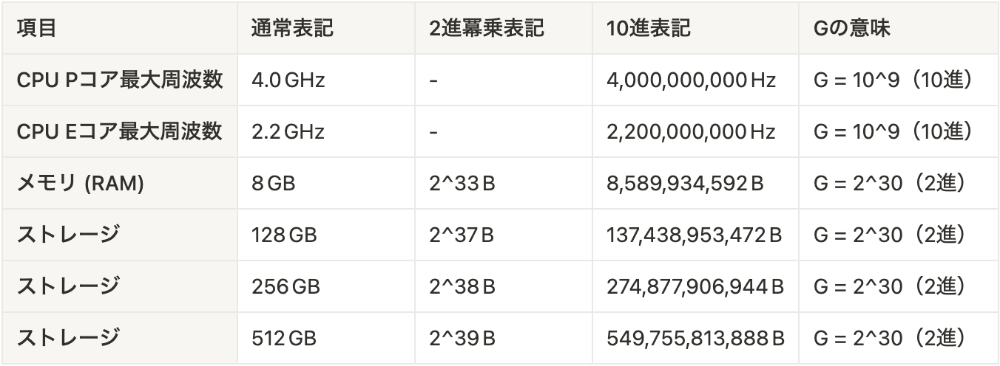 項目 通常表記 2進冪乗表記 10進表記 Gの意味
CPU Pコア最大周波数 4.0 GHz - 4,000,000,000 Hz G = 10^9（10進）
CPU Eコア最大周波数 2.2 GHz - 2,200,000,000 Hz G = 10^9（10進）
メモリ (RAM) 8 GB 2^33 B 8,589,934,592 B G = 2^30（2進）
ストレージ 128 GB 2^37 B 137,438,953,472 B G = 2^30（2進）
ストレージ 256 GB 2^38 B 274,877,906,944 B G = 2^30（2進）
ストレージ 512 GB 2^39 B 549,755,813,888 B G = 2^30（2進）